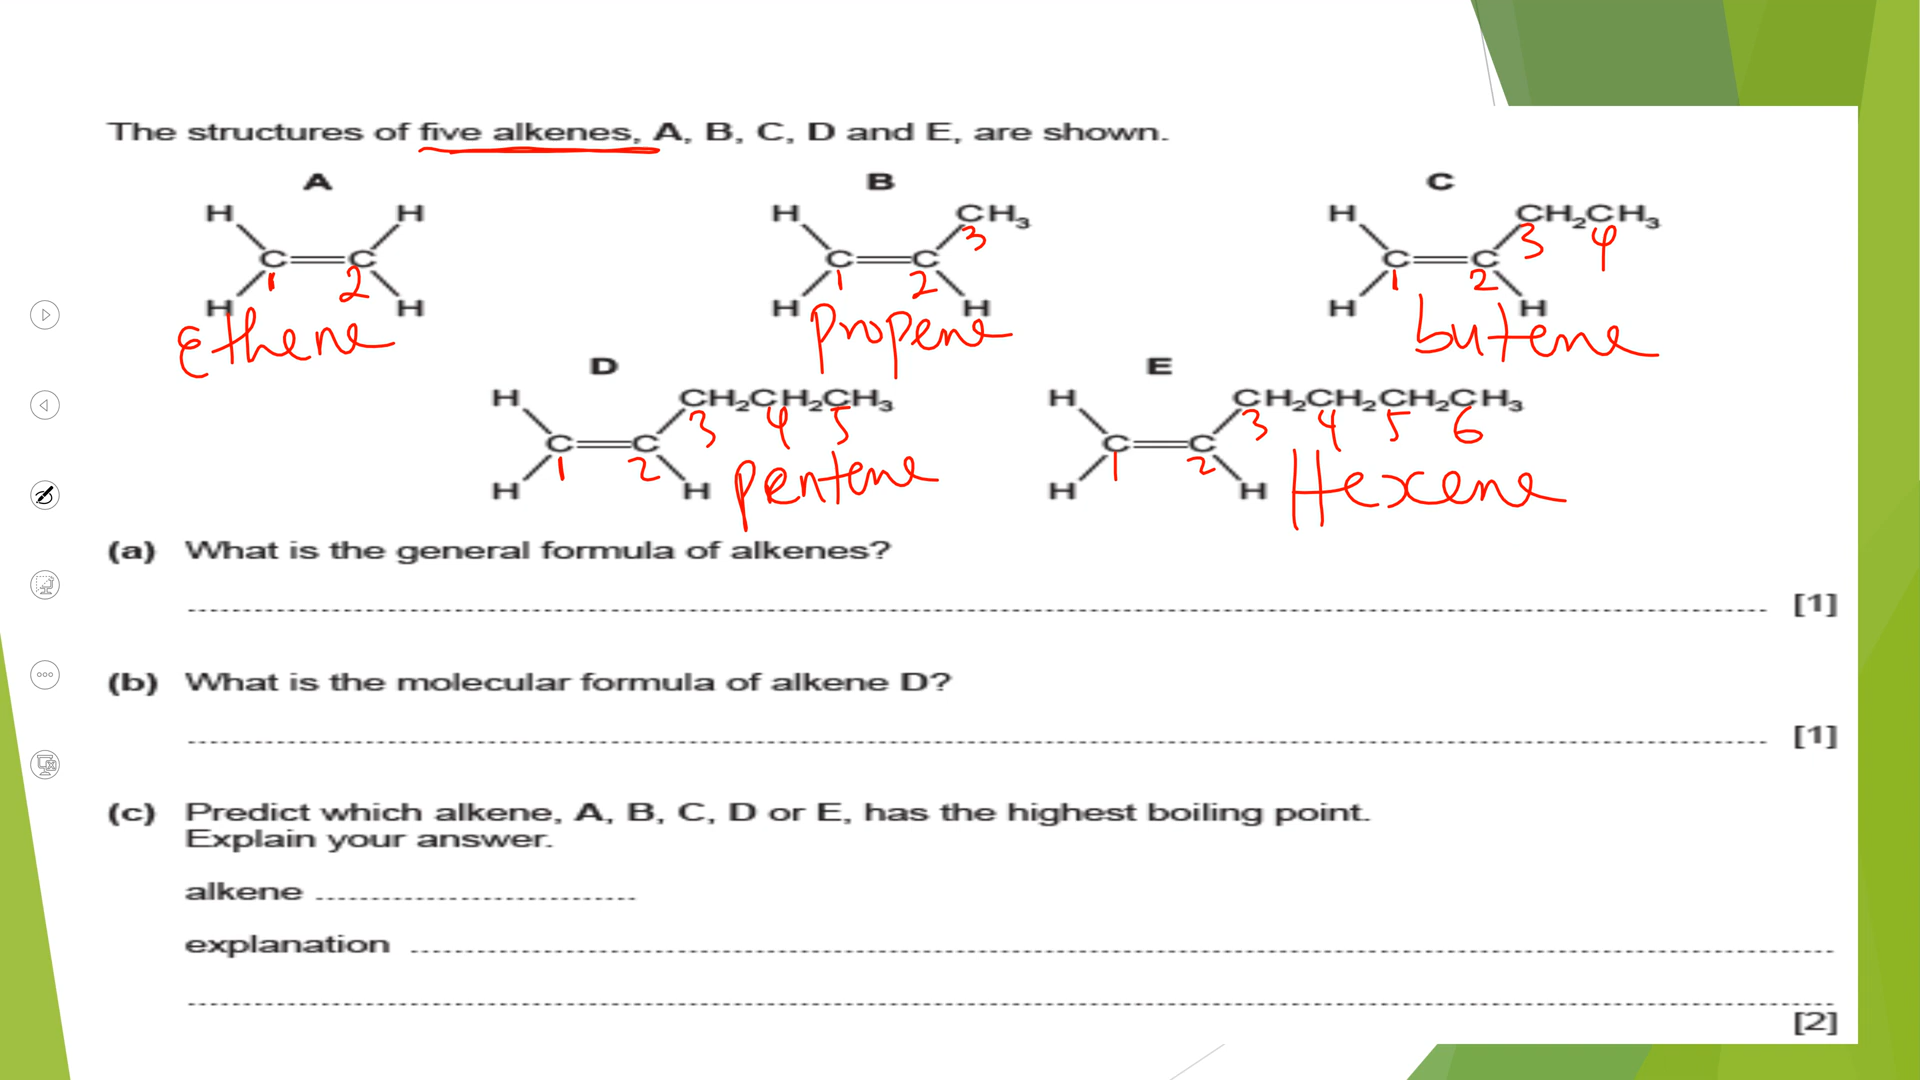 The structures of five alkenes, A, B, C, D and E, are shown.
A B C
H H H CH₃ H CH₂CH₃
3 3 4
C C C C C C
1 2 1 2 1 2
H H H H H H
Ethene propene butene
D E
H CH₂CH₂CH₃ H CH₂CH₂CH₂CH₃
3 4 5 3 4 5 6
C C C C
1 2 1 2
H H pentene H H Hexene
(a) What is the general formula of alkenes?
[1]
(b) What is the molecular formula of alkene D?
[1]
(c) Predict which alkene, A, B, C, D or E, has the highest boiling point.
Explain your answer.
alkene
explanation
[2]